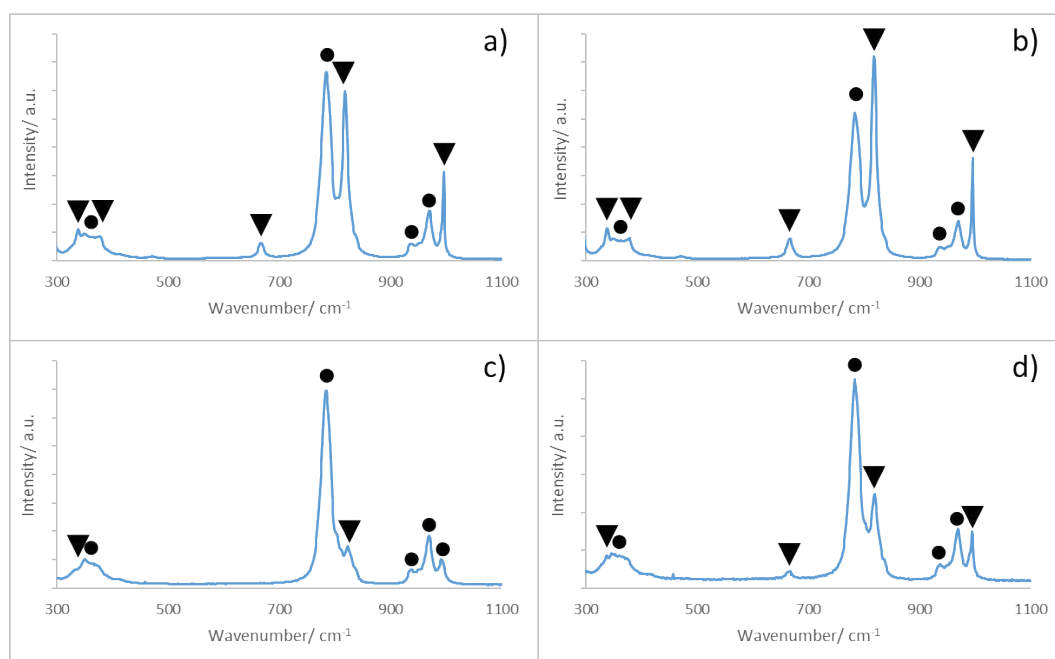 a)
Intensity/ a.u.
300 500 700 900 1100
Wavenumber/ cm⁻¹
b)
Intensity/ a.u.
300 500 700 900 1100
Wavenumber/ cm⁻¹
c)
Intensity/ a.u.
300 500 700 900 1100
Wavenumber/ cm⁻¹
d)
Intensity/ a.u.
300 500 700 900 1100
Wavenumber/ cm⁻¹